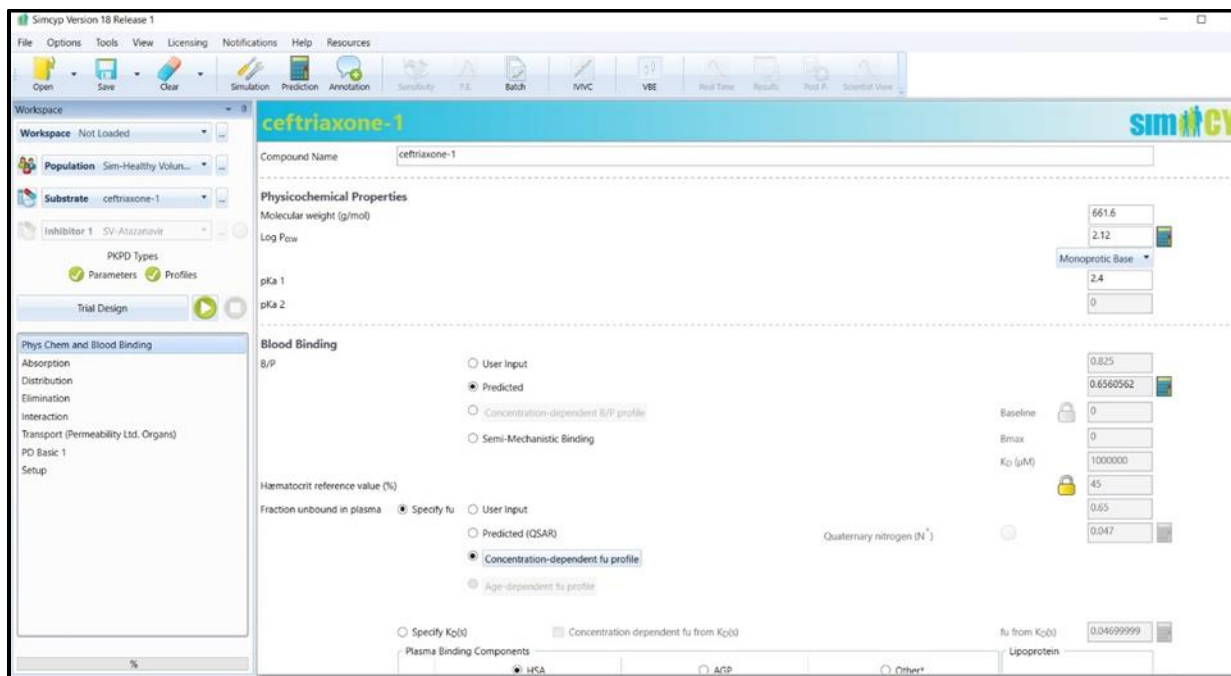 Simcyp Version 18 Release 1
File Options Tools View Licensing Notifications Help Resources
Open Save Clear Simulation Prediction Annotation Sensitivity P.E. Batch IVIVC VBE Real Time Results Post P. Scientist View
Workspace
Workspace Not Loaded
Population Sim-Healthy Volun...
Substrate ceftriaxone-1
Inhibitor 1 SV-Atazanavir
PKPD Types
Parameters Profiles
Trial Design
Phys Chem and Blood Binding
Absorption
Distribution
Elimination
Interaction
Transport (Permeability Ltd. Organs)
PD Basic 1
Setup
%
ceftriaxone-1
simCY
Compound Name ceftriaxone-1
Physicochemical Properties
Molecular weight (g/mol) 661.6
Log Po:w 2.12
Monoprotic Base
pKa 1 2.4
pKa 2 0
Blood Binding
B/P User Input 0.825
Predicted 0.6560562
Concentration-dependent B/P profile Baseline 0
Semi-Mechanistic Binding Bmax 0
KD (µM) 1000000
Hæmatocrit reference value (%) 45
Fraction unbound in plasma Specify fu User Input 0.65
Predicted (QSAR) Quaternary nitrogen (N+) 0.047
Concentration-dependent fu profile
Age-dependent fu profile
Specify KD(s) Concentration dependent fu from KD(s) fu from KD(s) 0.04699999
Plasma Binding Components Lipoprotein
HSA AGP Other*